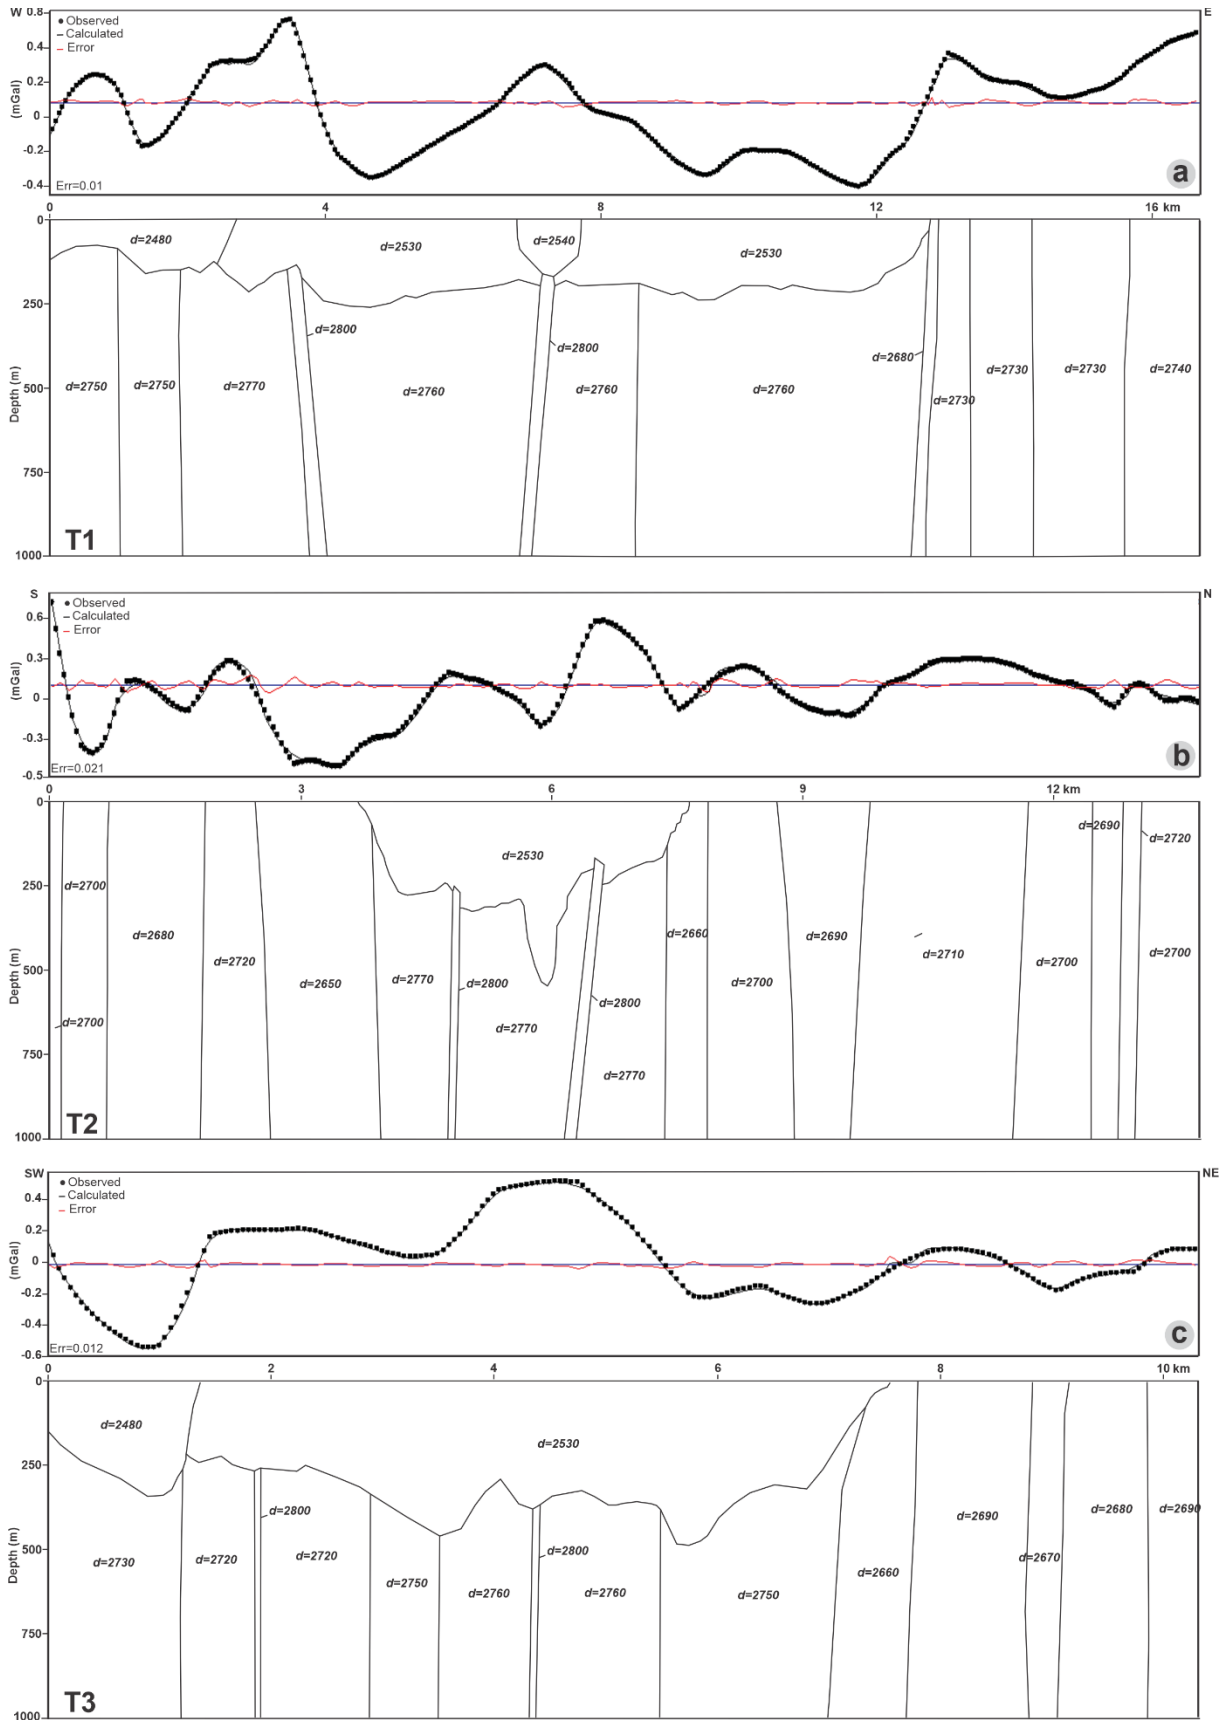 W
E
0.8
● Observed
– Calculated
– Error
0.4
0.2
0
-0.2
-0.4
(mGal)
Err=0.01
a
0
4
8
12
16 km
0
250
500
750
1000
Depth (m)
d=2480
d=2530
d=2540
d=2530
d=2800
d=2800
d=2680
d=2750
d=2750
d=2770
d=2760
d=2760
d=2760
d=2730
d=2730
d=2730
d=2740
T1
S
N
● Observed
– Calculated
– Error
0.6
0.3
0
-0.3
-0.5
(mGal)
Err=0.021
b
0
3
6
9
12 km
0
250
500
750
1000
Depth (m)
d=2690
d=2720
d=2530
d=2700
d=2680
d=2660
d=2690
d=2720
d=2650
d=2770
d=2800
d=2700
d=2710
d=2700
d=2700
d=2800
d=2700
d=2770
d=2770
T2
SW
NE
● Observed
– Calculated
– Error
0.4
0.2
0
-0.2
-0.4
-0.6
(mGal)
Err=0.012
c
0
2
4
6
8
10 km
0
250
500
750
1000
Depth (m)
d=2480
d=2530
d=2800
d=2690
d=2680
d=2690
d=2730
d=2720
d=2720
d=2800
d=2670
d=2750
d=2760
d=2760
d=2750
d=2660
T3